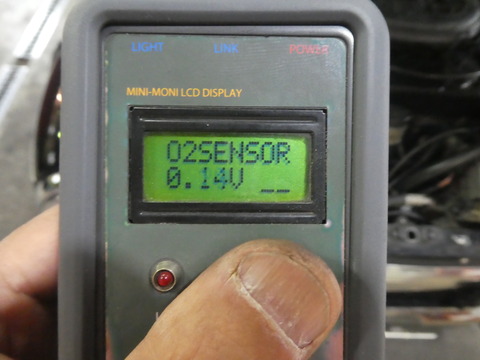 LIGHT LINK POWER
MINI-MONI LCD DISPLAY
O2SENSOR
0.14V __